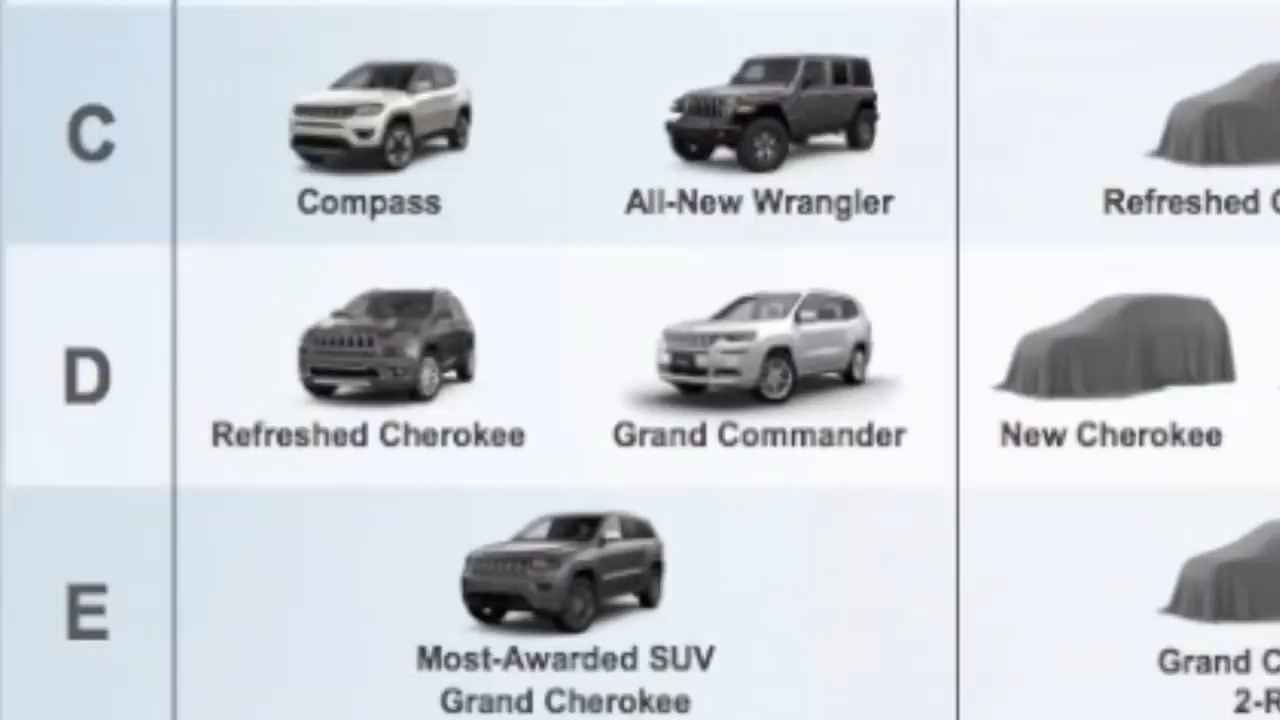 C
Compass
All-New Wrangler
Refreshed
D
Refreshed Cherokee
Grand Commander
New Cherokee
E
Most-Awarded SUV
Grand Cherokee
Grand